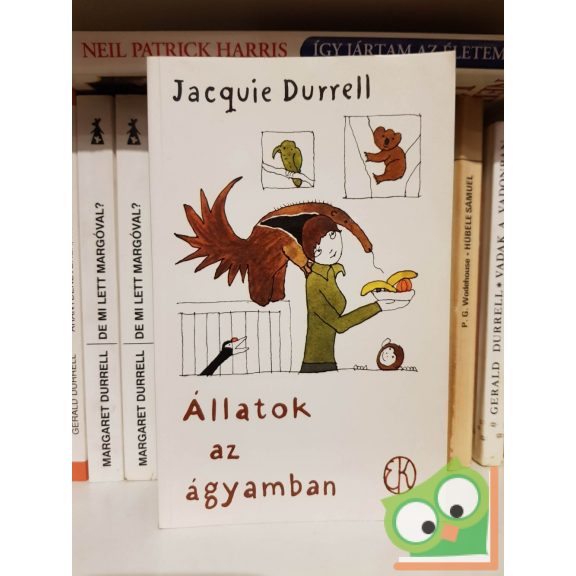 NEIL PATRICK HARRIS
ÍGY JÁRTAM AZ ÉLETEM
Jacquie Durrell
Állatok
az
ágyamban
EK
GERALD DURRELL
MARGARET DURRELL DE MI LETT MARGÓVAL?
MARGARET DURRELL DE MI LETT MARGÓVAL?
P. G. Wodehouse • HÜBELE SÁMUEL
GERALD DURRELL • VADAK A VADONBAN